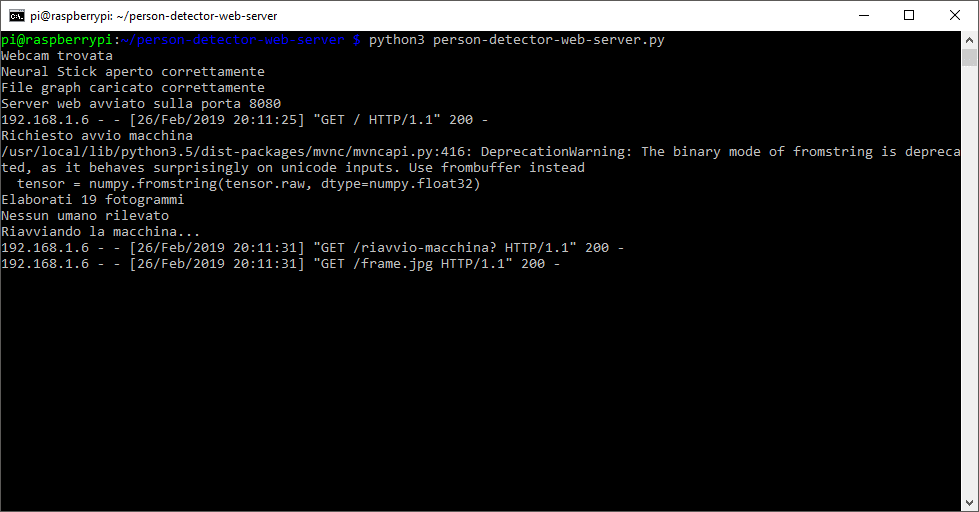 pi@raspberrypi: ~/person-detector-web-server
pi@raspberrypi:~/person-detector-web-server $ python3 person-detector-web-server.py
Webcam trovata
Neural Stick aperto correttamente
File graph caricato correttamente
Server web avviato sulla porta 8080
192.168.1.6 - - [26/Feb/2019 20:11:25] "GET / HTTP/1.1" 200 -
Richiesto avvio macchina
/usr/local/lib/python3.5/dist-packages/mvnc/mvncapi.py:416: DeprecationWarning: The binary mode of fromstring is depreca
ted, as it behaves surprisingly on unicode inputs. Use frombuffer instead
  tensor = numpy.fromstring(tensor.raw, dtype=numpy.float32)
Elaborati 19 fotogrammi
Nessun umano rilevato
Riavviando la macchina...
192.168.1.6 - - [26/Feb/2019 20:11:31] "GET /riavvio-macchina? HTTP/1.1" 200 -
192.168.1.6 - - [26/Feb/2019 20:11:31] "GET /frame.jpg HTTP/1.1" 200 -